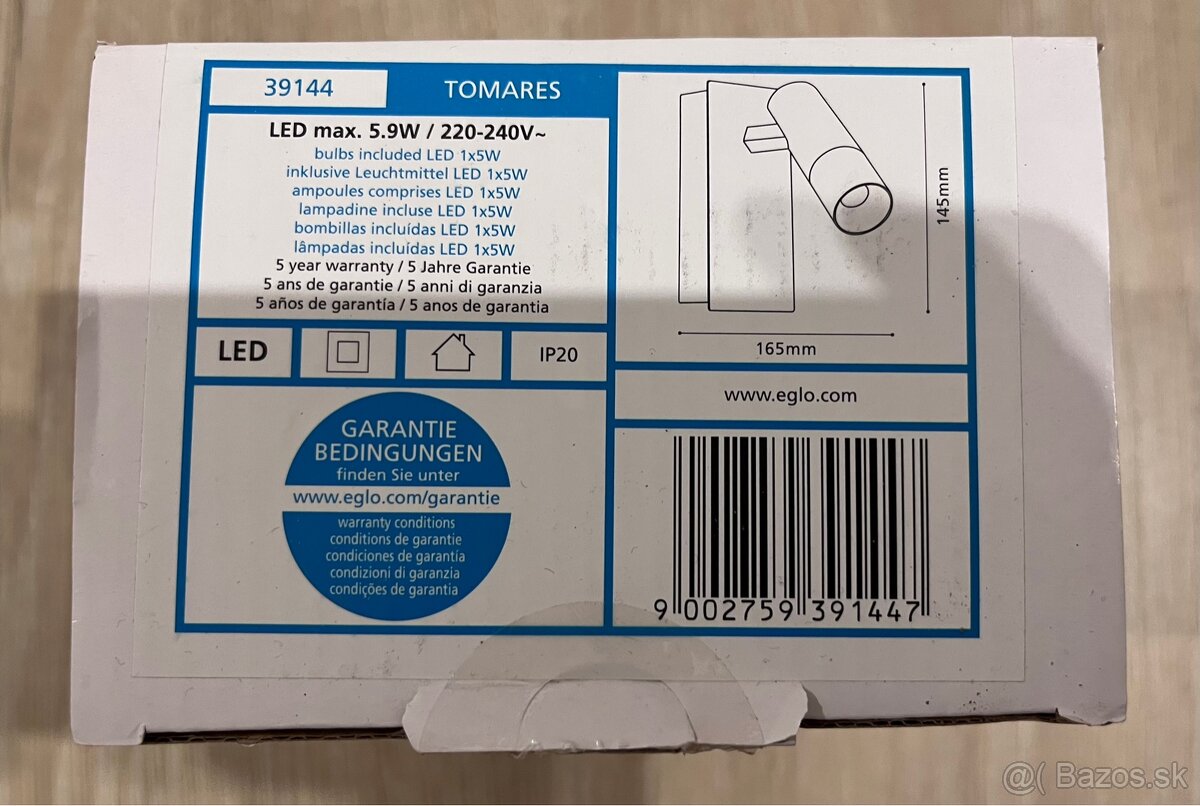 39144
TOMARES
LED max. 5.9W / 220-240V~
bulbs included LED 1x5W
inklusive Leuchtmittel LED 1x5W
ampoules comprises LED 1x5W
lampadine incluse LED 1x5W
bombillas incluídas LED 1x5W
lâmpadas incluídas LED 1x5W
5 year warranty / 5 Jahre Garantie
5 ans de garantie / 5 anni di garanzia
5 años de garantía / 5 anos de garantia
LED
IP20
145mm
165mm
www.eglo.com
GARANTIE
BEDINGUNGEN
finden Sie unter
www.eglo.com/garantie
warranty conditions
conditions de garantie
condiciones de garantía
condizioni di garanzia
condições de garantia
9 002759 391447
@( Bazos.sk